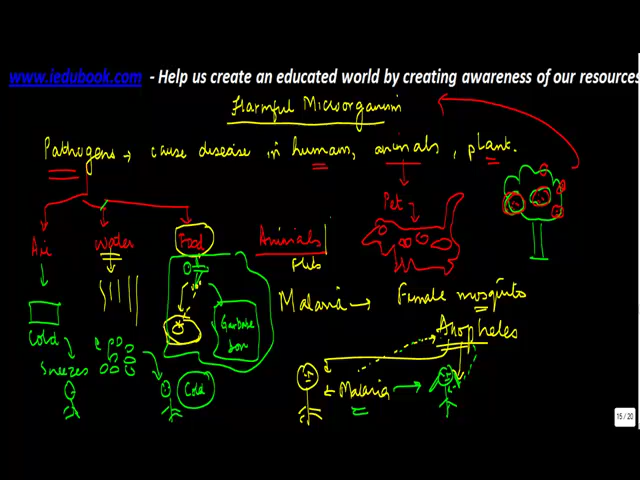 www.iedubook.com - Help us create an educated world by creating awareness of our resources
Harmful Microorganism
Pathogens → cause disease in humans, animals, plant.
Pet
Air Water Food Animals
Flies
Malaria → Female mosquito
Anopheles
Garbage
Cold
Sneezes
Cold
Malaria
15 / 20